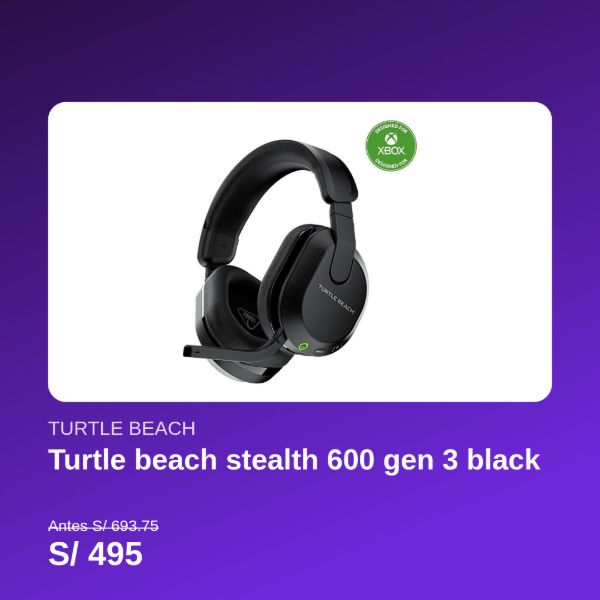 DESIGNED FOR
XBOX
DESIGNED FOR
TURTLE BEACH
TURTLE BEACH
Turtle beach stealth 600 gen 3 black
Antes S/ 693.75
S/ 495